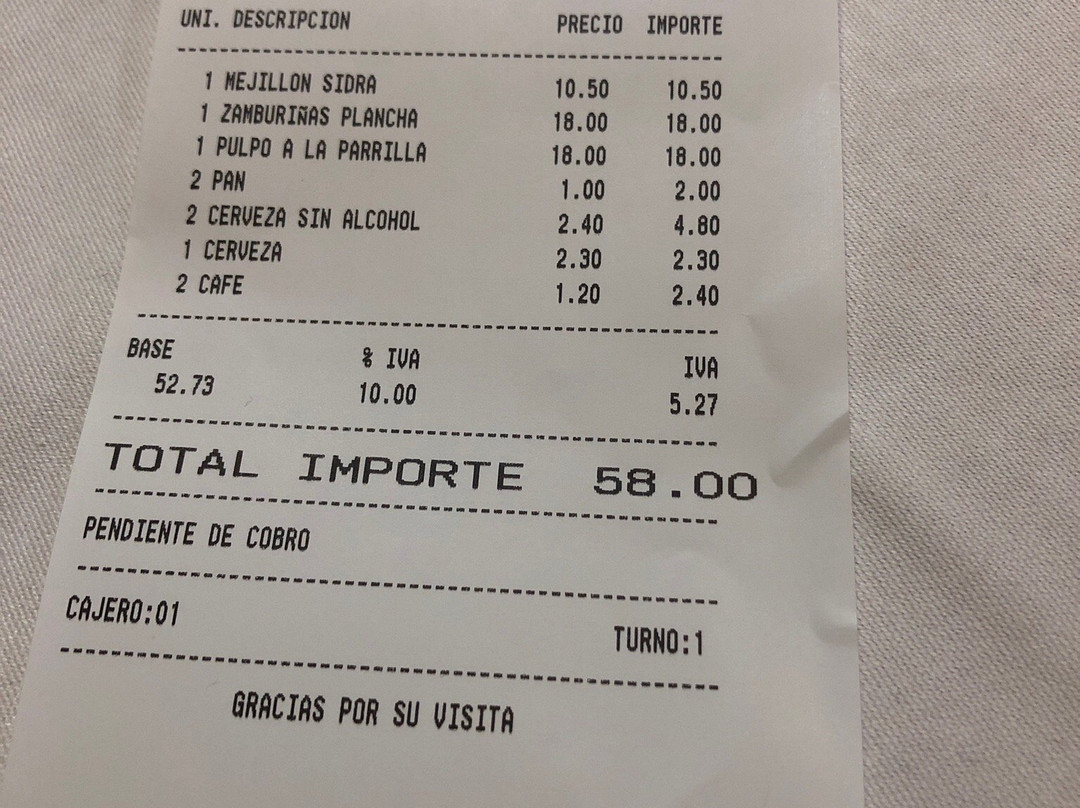 UNI. DESCRIPCION PRECIO IMPORTE
1 MEJILLON SIDRA 10.50 10.50
1 ZAMBURIÑAS PLANCHA 18.00 18.00
1 PULPO A LA PARRILLA 18.00 18.00
2 PAN 1.00 2.00
2 CERVEZA SIN ALCOHOL 2.40 4.80
1 CERVEZA 2.30 2.30
2 CAFE 1.20 2.40
BASE % IVA IVA
52.73 10.00 5.27
TOTAL IMPORTE 58.00
PENDIENTE DE COBRO
CAJERO:01 TURNO:1
GRACIAS POR SU VISITA